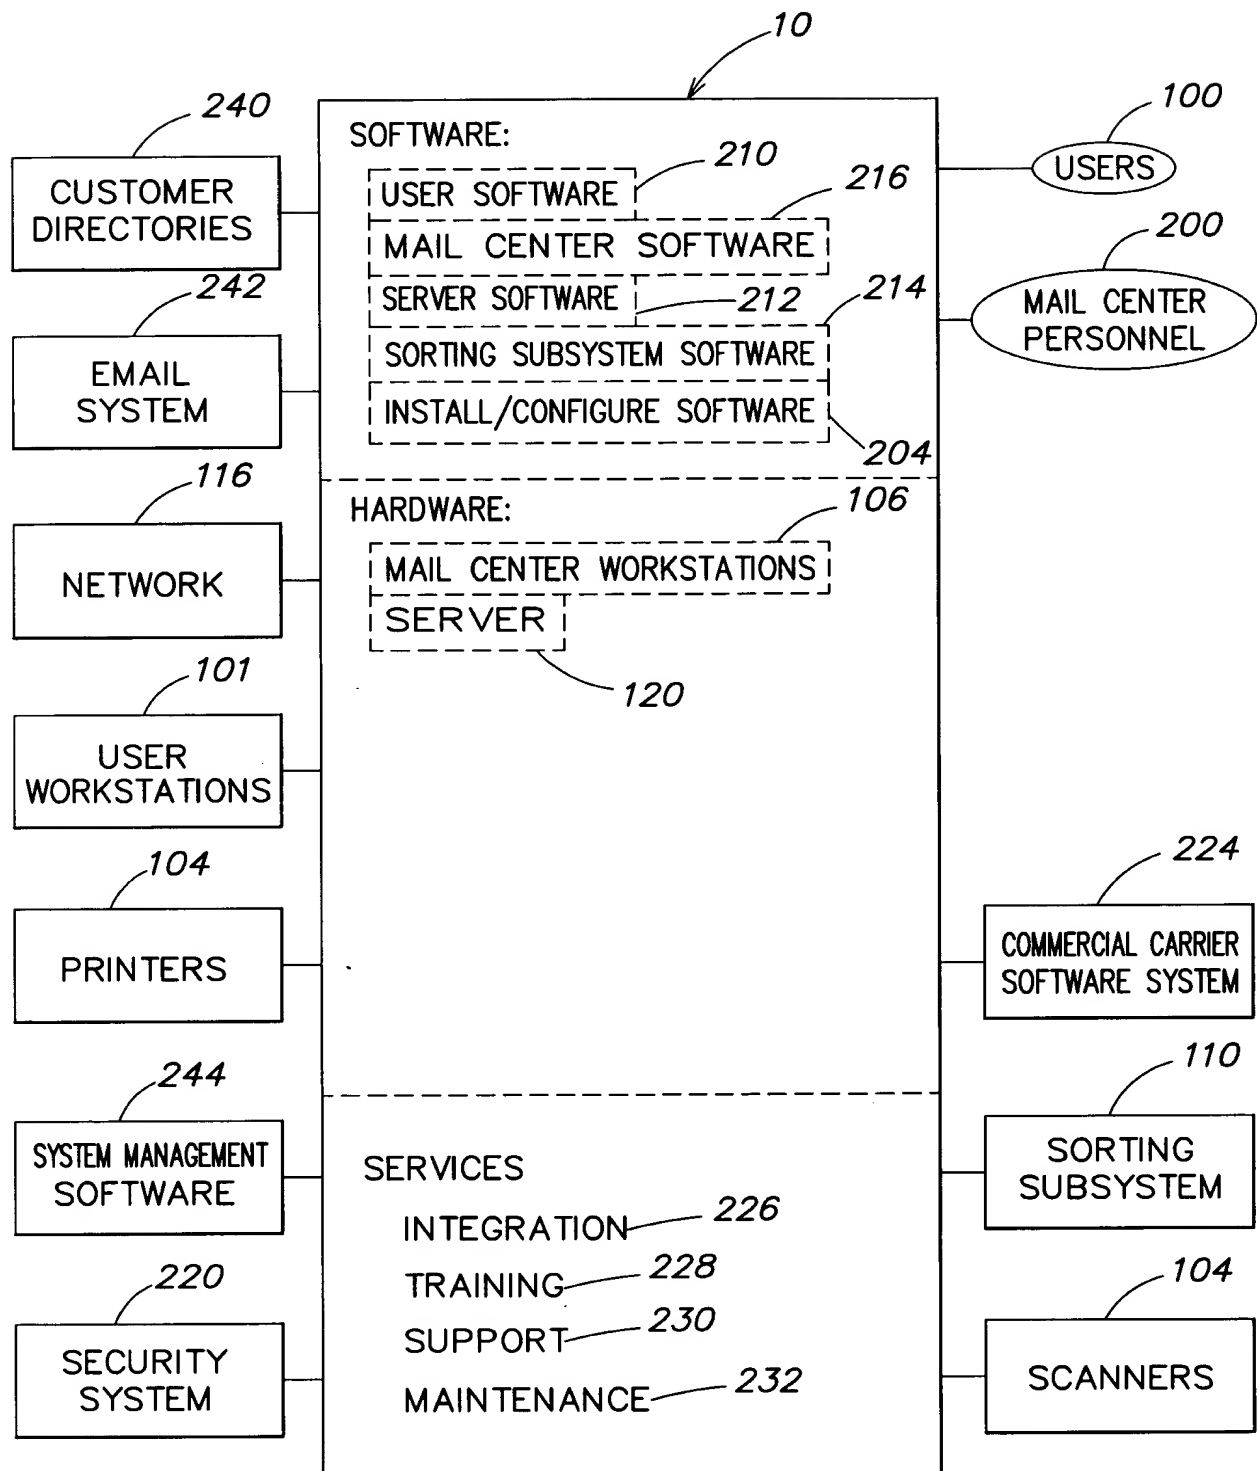 10
240
CUSTOMER
DIRECTORIES
242
EMAIL
SYSTEM
116
NETWORK
101
USER
WORKSTATIONS
104
PRINTERS
244
SYSTEM MANAGEMENT
SOFTWARE
220
SECURITY
SYSTEM
SOFTWARE:
210
USER SOFTWARE
216
MAIL CENTER SOFTWARE
SERVER SOFTWARE
212
214
SORTING SUBSYSTEM SOFTWARE
INSTALL/CONFIGURE SOFTWARE
204
HARDWARE:
106
MAIL CENTER WORKSTATIONS
SERVER
120
SERVICES
INTEGRATION 226
TRAINING 228
SUPPORT 230
MAINTENANCE 232
100
USERS
200
MAIL CENTER
PERSONNEL
224
COMMERCIAL CARRIER
SOFTWARE SYSTEM
110
SORTING
SUBSYSTEM
104
SCANNERS